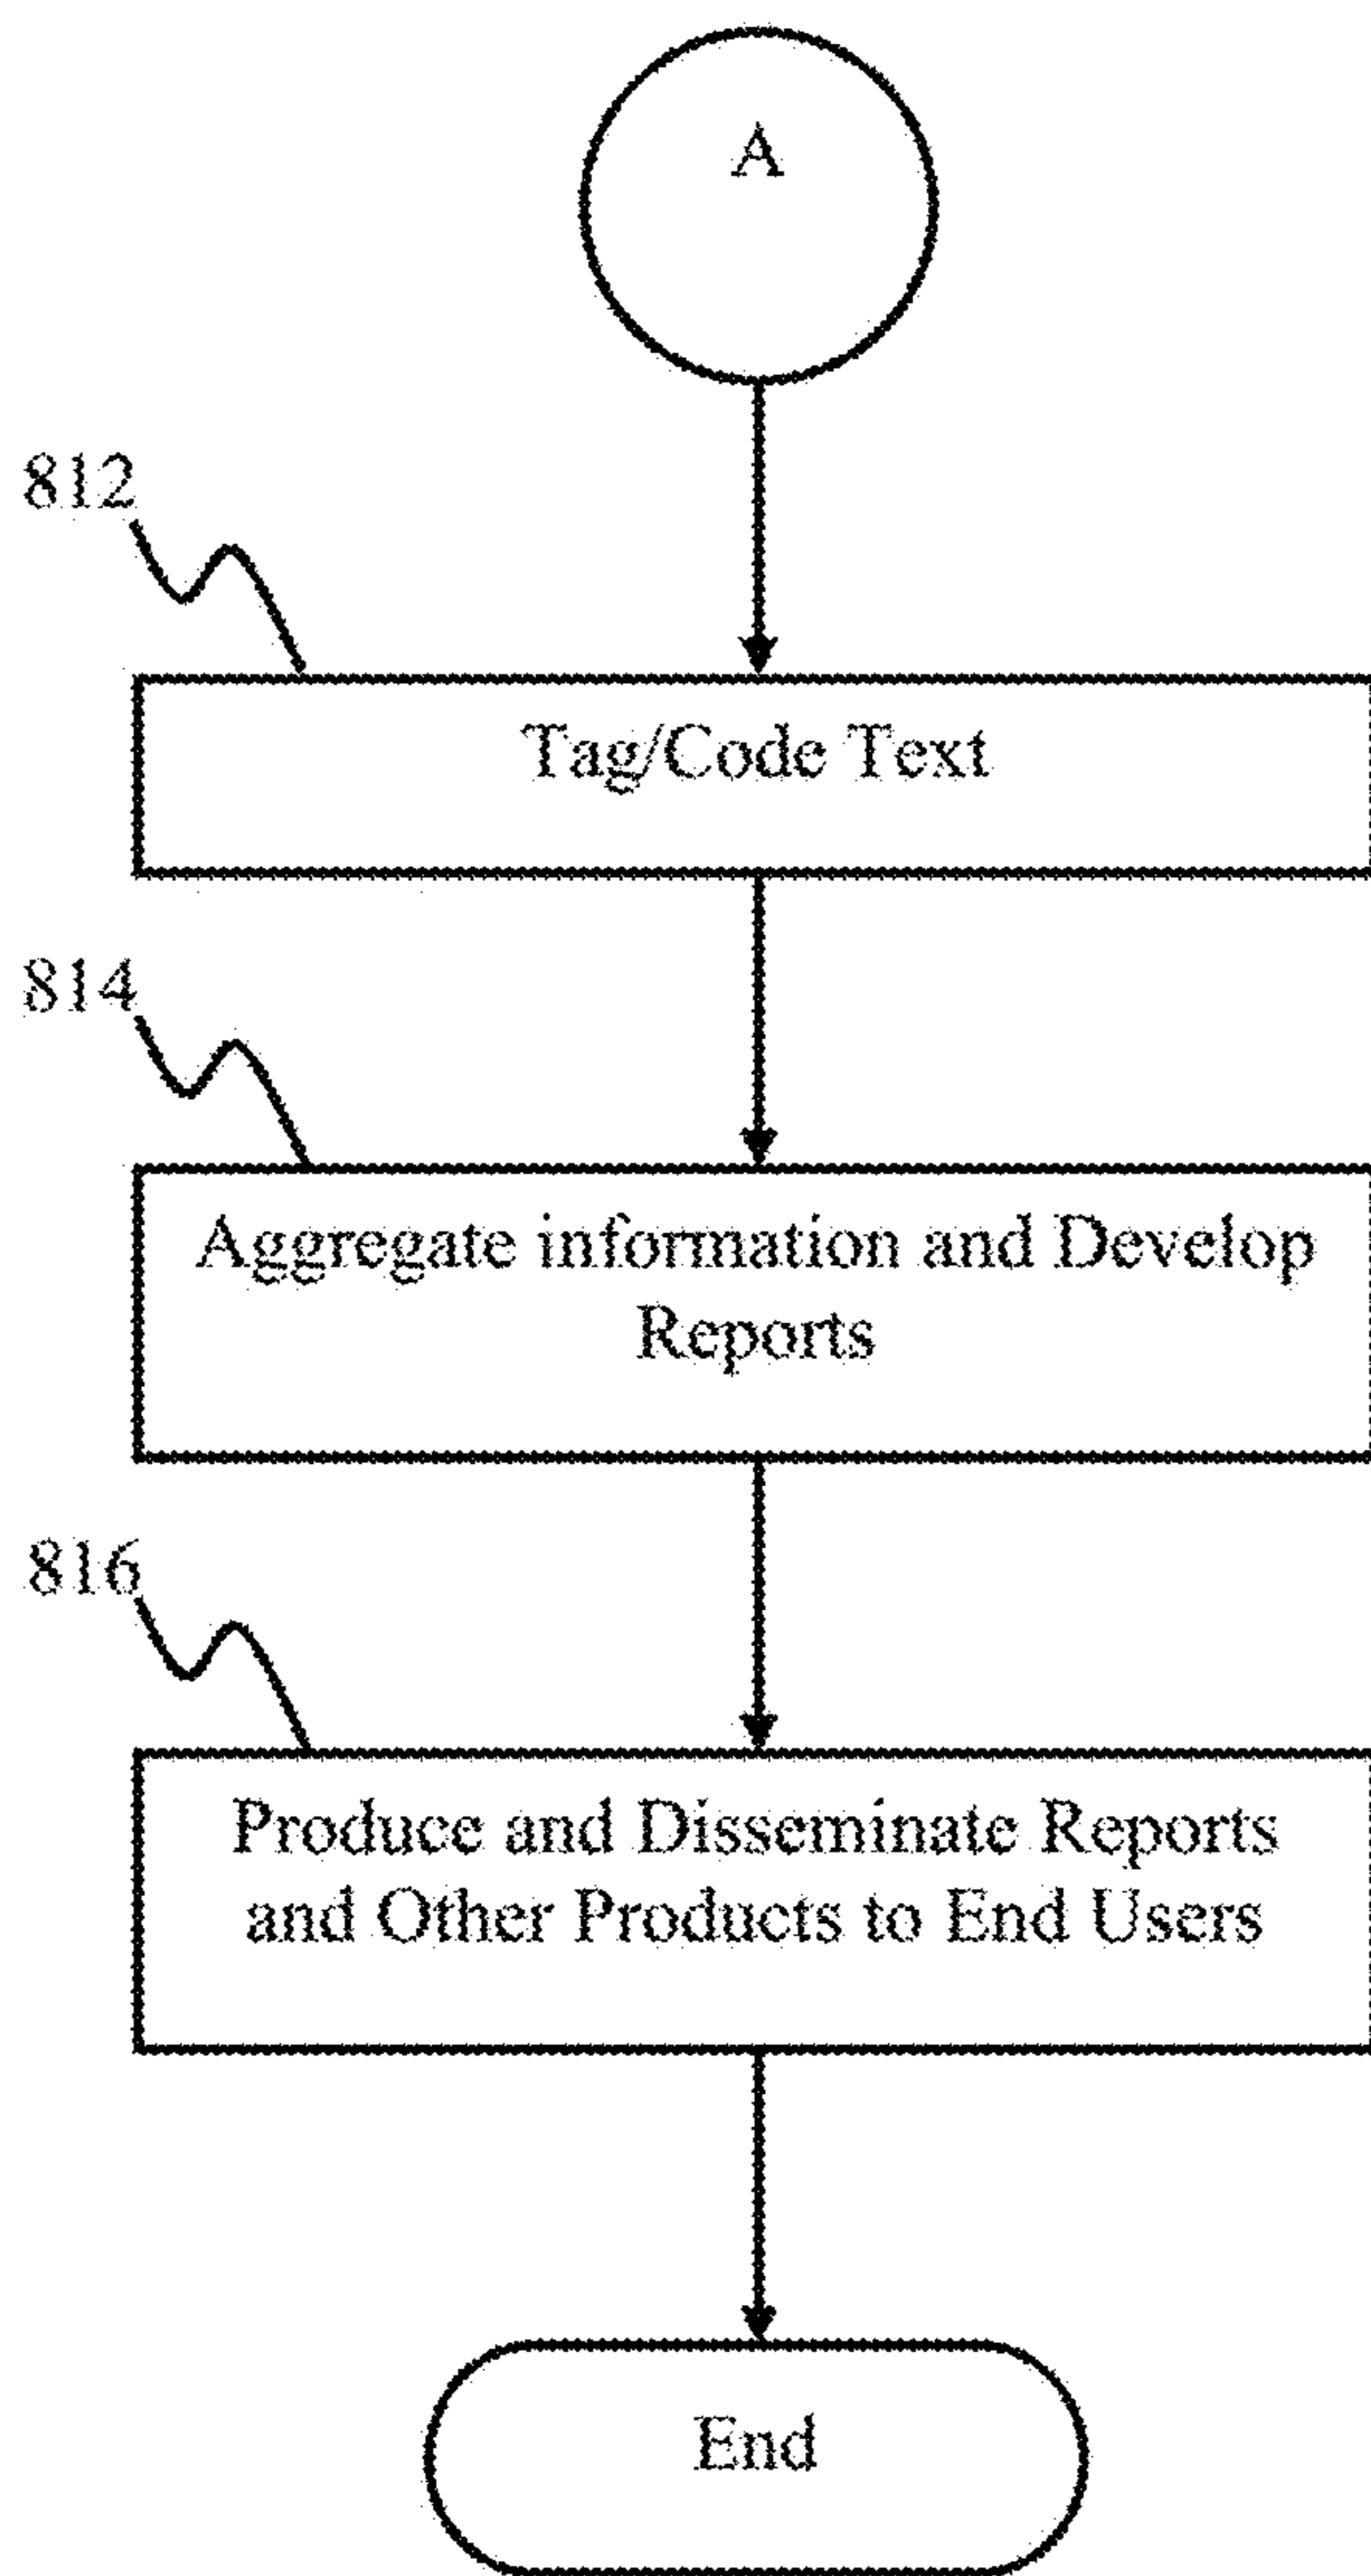 A
812
Tag/Code Text
814
Aggregate information and Develop
Reports
816
Produce and Disseminate Reports
and Other Products to End Users
End